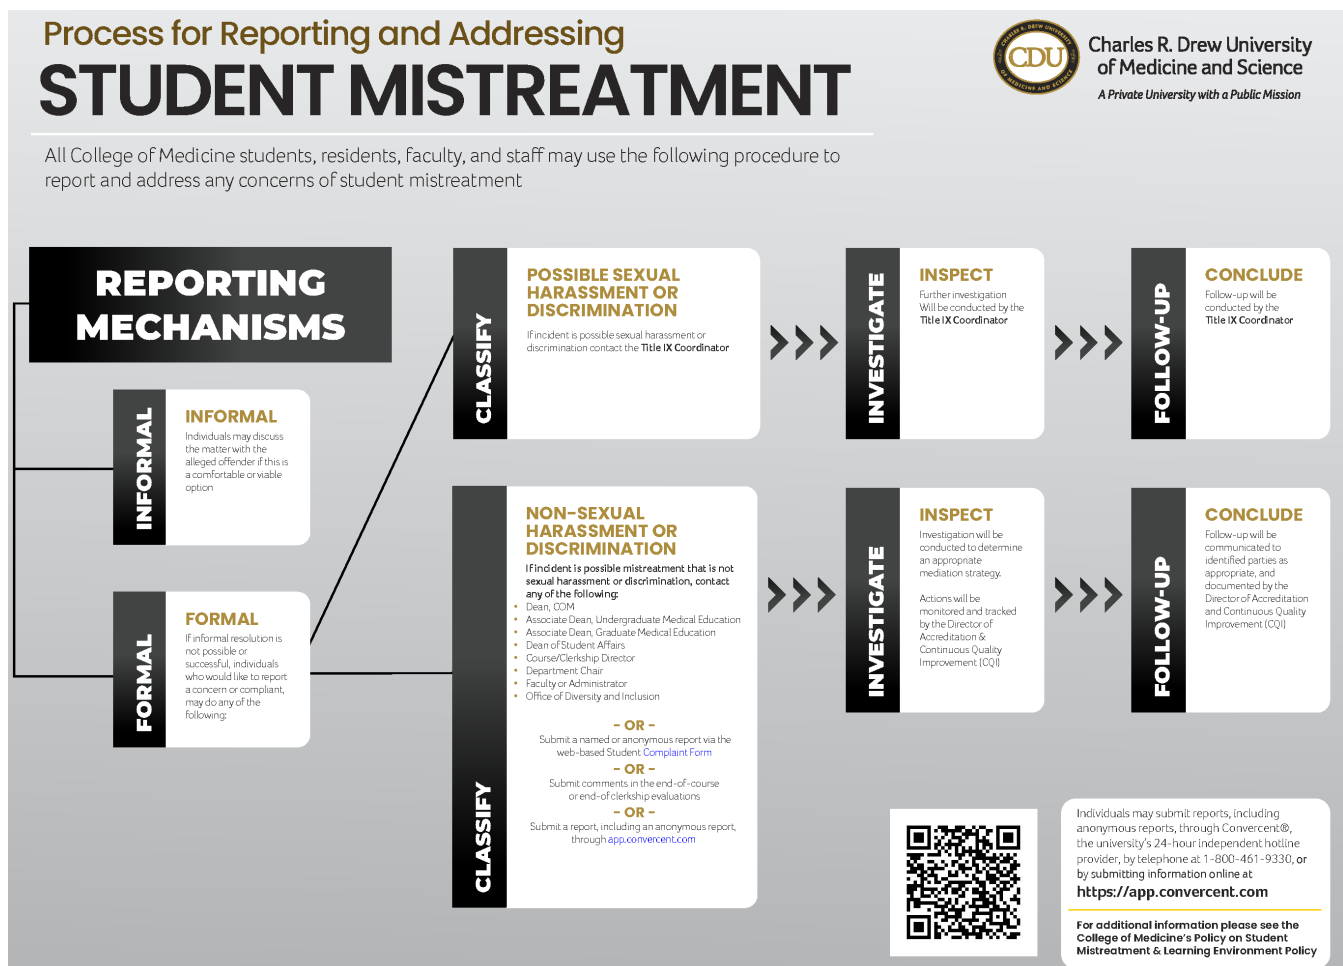 Process for Reporting and Addressing
STUDENT MISTREATMENT
CHARLES R. DREW UNIVERSITY
CDU
OF MEDICINE AND SCIENCE
Charles R. Drew University
of Medicine and Science
A Private University with a Public Mission
All College of Medicine students, residents, faculty, and staff may use the following procedure to
report and address any concerns of student mistreatment
REPORTING
MECHANISMS
INFORMAL
INFORMAL
Individuals may discuss
the matter with the
alleged offender if this is
a comfortable or viable
option
FORMAL
FORMAL
If informal resolution is
not possible or
successful, individuals
who would like to report
a concern or compliant,
may do any of the
following:
CLASSIFY
POSSIBLE SEXUAL
HARASSMENT OR
DISCRIMINATION
If incident is possible sexual harassment or
discrimination contact the Title IX Coordinator
INVESTIGATE
INSPECT
Further investigation
Will be conducted by the
Title IX Coordinator
FOLLOW-UP
CONCLUDE
Follow-up will be
conducted by the
Title IX Coordinator
CLASSIFY
NON-SEXUAL
HARASSMENT OR
DISCRIMINATION
If incident is possible mistreatment that is not
sexual harassment or discrimination, contact
any of the following:
• Dean, COM
• Associate Dean, Undergraduate Medical Education
• Associate Dean, Graduate Medical Education
• Dean of Student Affairs
• Course/Clerkship Director
• Department Chair
• Faculty or Administrator
• Office of Diversity and Inclusion
- OR -
Submit a named or anonymous report via the
web-based Student Complaint Form
- OR -
Submit comments in the end-of-course
or end-of clerkship evaluations
- OR -
Submit a report, including an anonymous report,
through app.convercent.com
INVESTIGATE
INSPECT
Investigation will be
conducted to determine
an appropriate
mediation strategy.
Actions will be
monitored and tracked
by the Director of
Accreditation &
Continuous Quality
Improvement (CQI)
FOLLOW-UP
CONCLUDE
Follow-up will be
communicated to
identified parties as
appropriate, and
documented by the
Director of Accreditation
and Continuous Quality
Improvement (CQI)
Individuals may submit reports, including
anonymous reports, through Convercent®,
the university's 24-hour independent hotline
provider, by telephone at 1-800-461-9330, or
by submitting information online at
https://app.convercent.com
For additional information please see the
College of Medicine's Policy on Student
Mistreatment & Learning Environment Policy